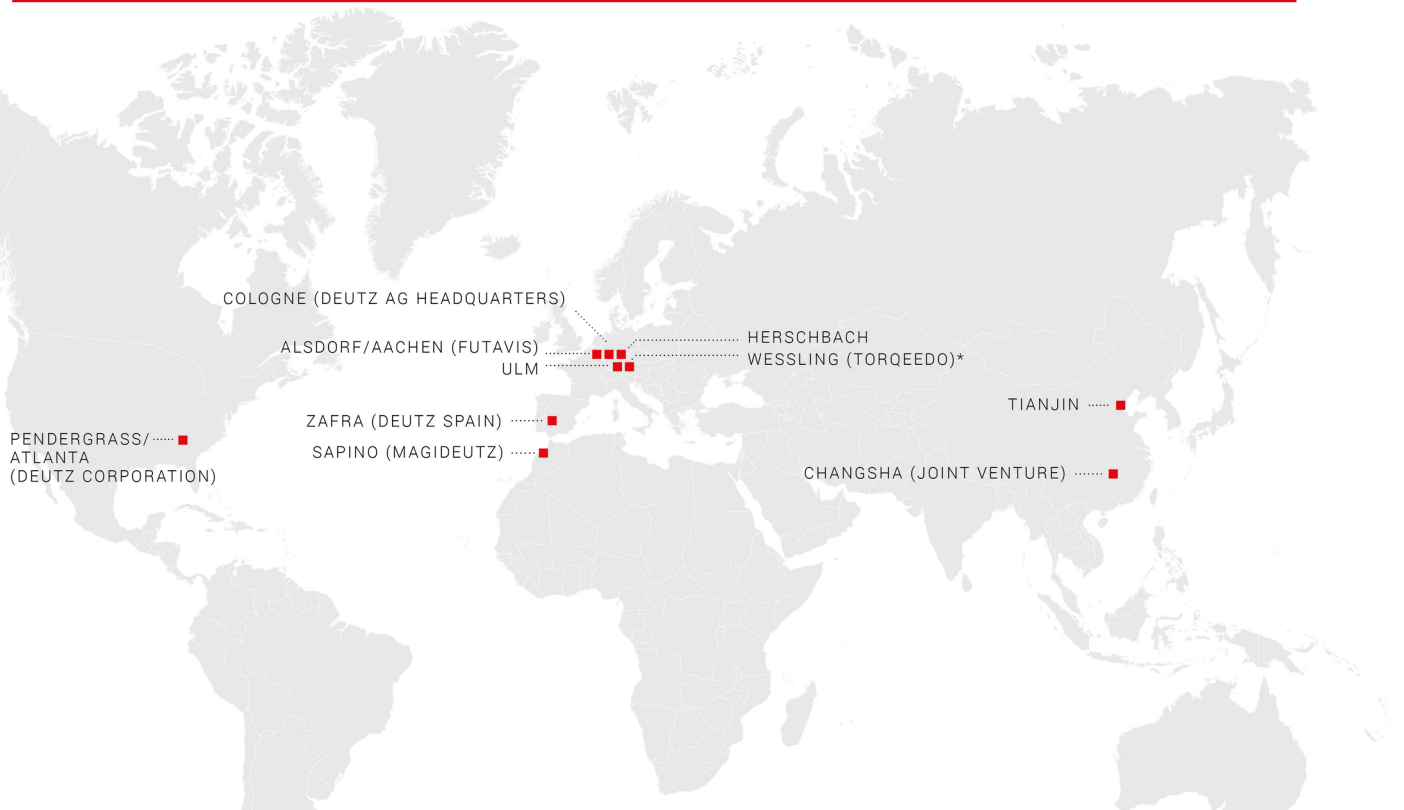 COLOGNE (DEUTZ AG HEADQUARTERS)
ALSDORF/AACHEN (FUTAVIS)
ULM
HERSCHBACH
WESSLING (TORQEEDO)*
ZAFRA (DEUTZ SPAIN)
SAPINO (MAGIDEUTZ)
PENDERGRASS/
ATLANTA
(DEUTZ CORPORATION)
TIANJIN
CHANGSHA (JOINT VENTURE)